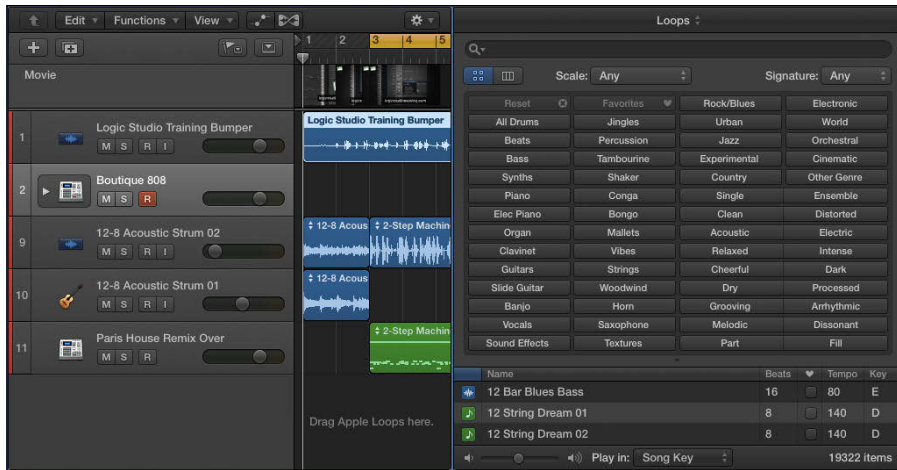 Edit Functions View
1 2 3 4 5
Movie
1 Logic Studio Training Bumper
M S R I
2 Boutique 808
M S R
9 12-8 Acoustic Strum 02
M S R I
10 12-8 Acoustic Strum 01
M S R I
11 Paris House Remix Over
M S R
Logic Studio Training Bumper
12-8 Acous 2-Step Machin
12-8 Acous
2-Step Machin
Drag Apple Loops here.
Loops
Scale: Any Signature: Any
Reset Favorites Rock/Blues Electronic
All Drums Jingles Urban World
Beats Percussion Jazz Orchestral
Bass Tambourine Experimental Cinematic
Synths Shaker Country Other Genre
Piano Conga Single Ensemble
Elec Piano Bongo Clean Distorted
Organ Mallets Acoustic Electric
Clavinet Vibes Relaxed Intense
Guitars Strings Cheerful Dark
Slide Guitar Woodwind Dry Processed
Banjo Horn Grooving Arrhythmic
Vocals Saxophone Melodic Dissonant
Sound Effects Textures Part Fill
Name Beats Tempo Key
12 Bar Blues Bass 16 80 E
12 String Dream 01 8 140 D
12 String Dream 02 8 140 D
Play in: Song Key 19322 items